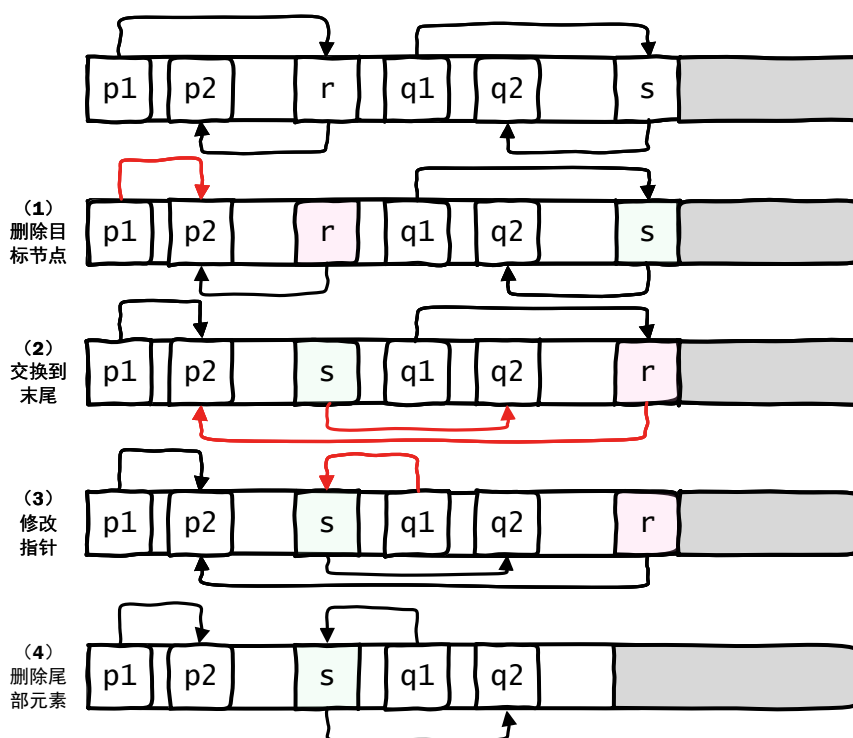 p1 p2 r q1 q2 s
（1）
删除目
标节点
p1 p2 r q1 q2 s
（2）
交换到
末尾
p1 p2 s q1 q2 r
（3）
修改
指针
p1 p2 s q1 q2 r
（4）
删除尾
部元素
p1 p2 s q1 q2